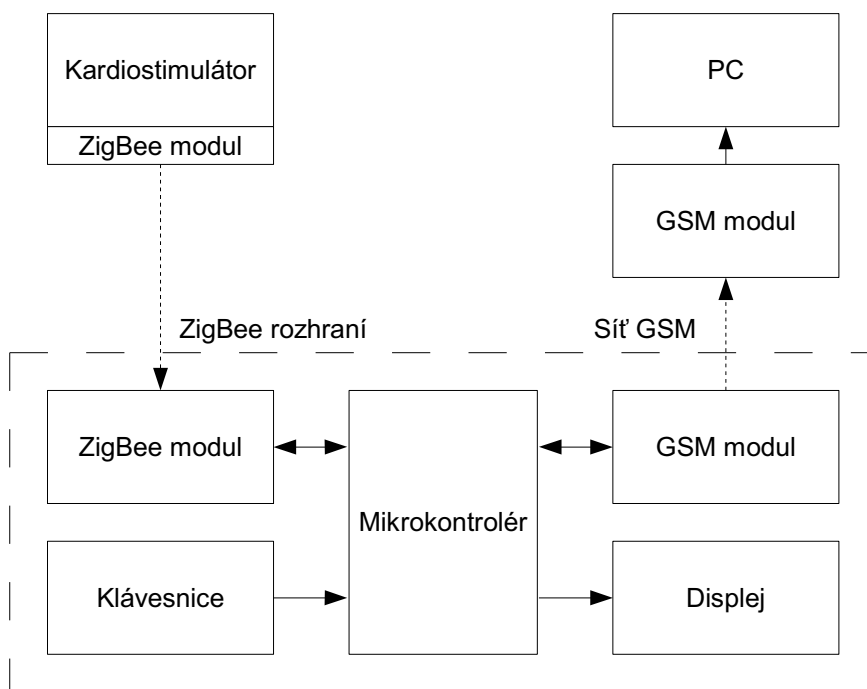 Kardiostimulátor
PC
ZigBee modul
GSM modul
ZigBee rozhraní
Síť GSM
ZigBee modul
GSM modul
Mikrokontrolér
Klávesnice
Displej